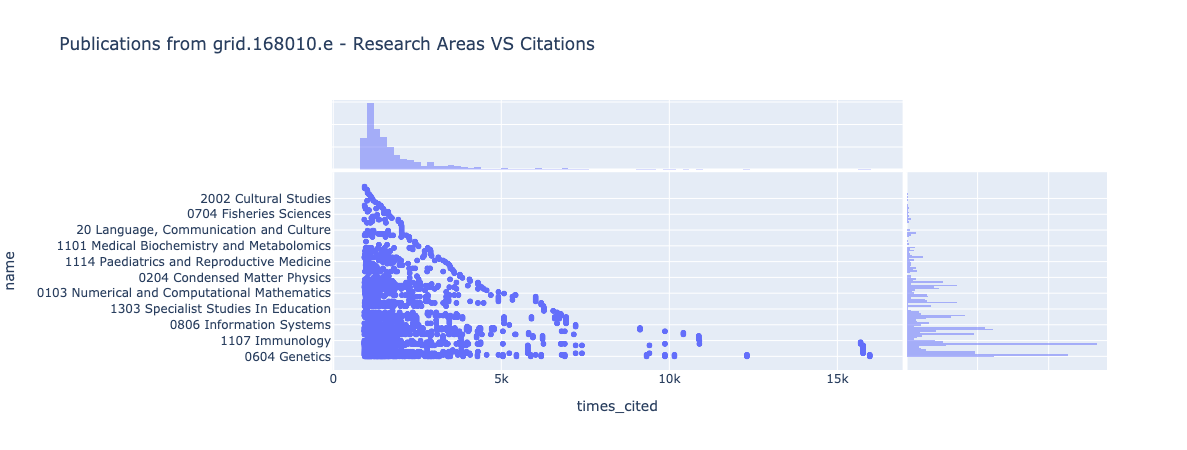 Publications from grid.168010.e - Research Areas VS Citations
name
2002 Cultural Studies
0704 Fisheries Sciences
20 Language, Communication and Culture
1101 Medical Biochemistry and Metabolomics
1114 Paediatrics and Reproductive Medicine
0204 Condensed Matter Physics
0103 Numerical and Computational Mathematics
1303 Specialist Studies In Education
0806 Information Systems
1107 Immunology
0604 Genetics
0 5k 10k 15k
times_cited